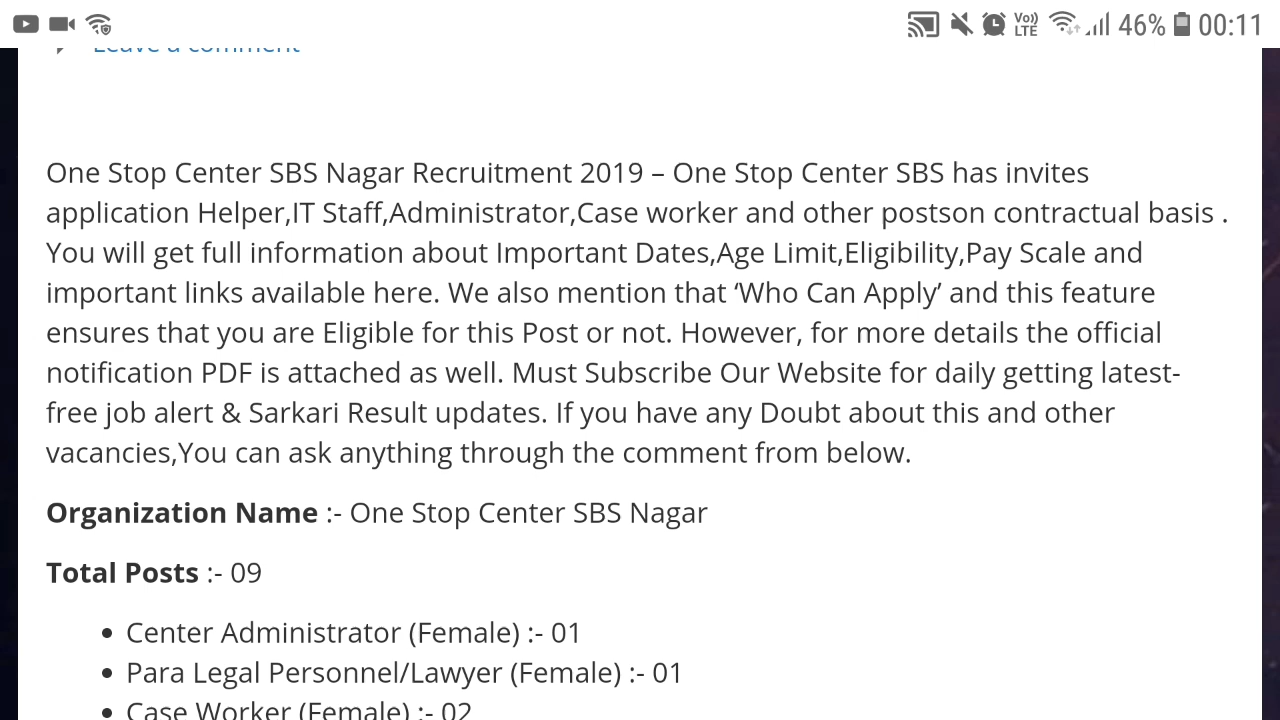 Vo)) LTE 46% 00:11
Leave a comment
One Stop Center SBS Nagar Recruitment 2019 – One Stop Center SBS has invites
application Helper,IT Staff,Administrator,Case worker and other postson contractual basis .
You will get full information about Important Dates,Age Limit,Eligibility,Pay Scale and
important links available here. We also mention that ‘Who Can Apply’ and this feature
ensures that you are Eligible for this Post or not. However, for more details the official
notification PDF is attached as well. Must Subscribe Our Website for daily getting latest-
free job alert & Sarkari Result updates. If you have any Doubt about this and other
vacancies,You can ask anything through the comment from below.
Organization Name :- One Stop Center SBS Nagar
Total Posts :- 09
• Center Administrator (Female) :- 01
• Para Legal Personnel/Lawyer (Female) :- 01
• Case Worker (Female) :- 02